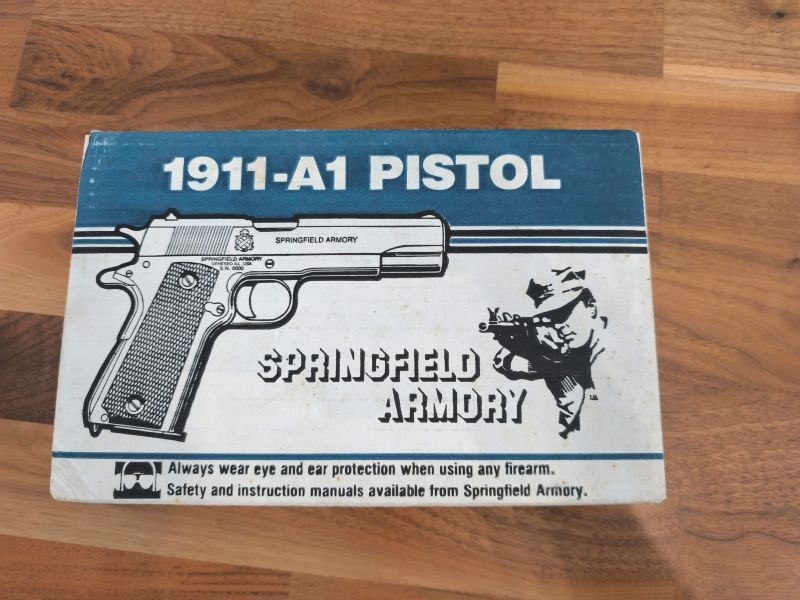 1911-A1 PISTOL
SPRINGFIELD ARMORY
SPRINGFIELD ARMORY
GENESEO ILL. USA
S.N. 0000
SPRINGFIELD
ARMORY
Always wear eye and ear protection when using any firearm.
Safety and instruction manuals available from Springfield Armory.